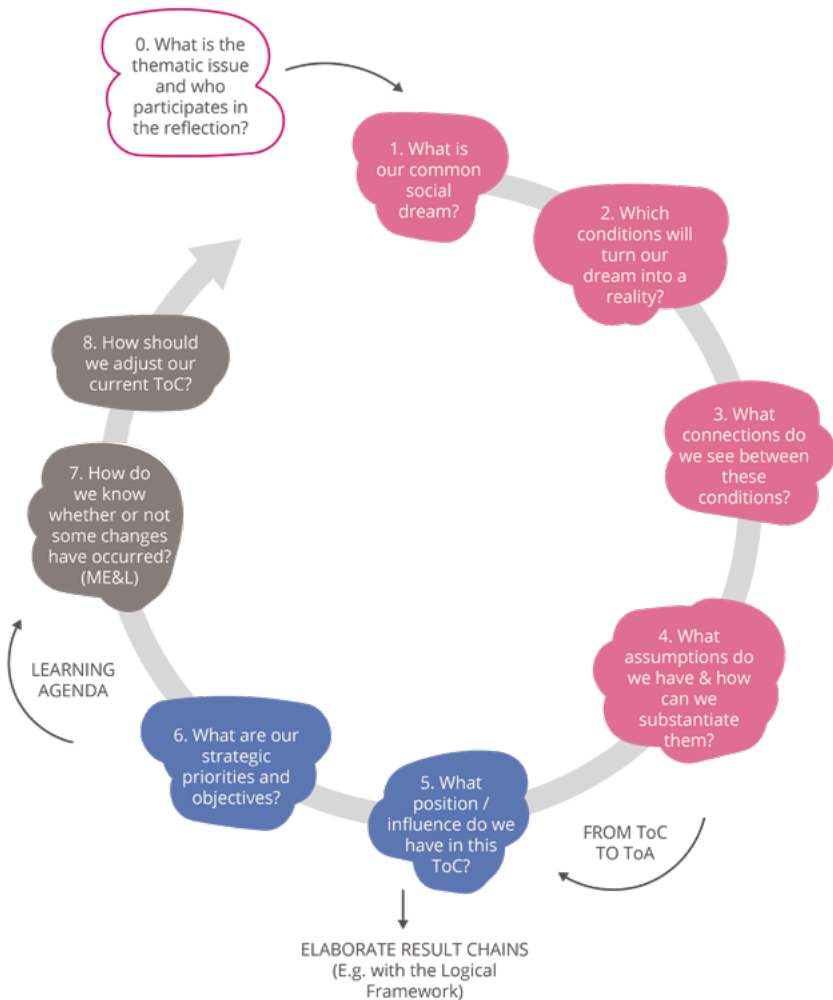 0. What is the
thematic issue
and who
participates in
the reflection?
1. What is
our common
social
dream?
2. Which
conditions will
turn our
dream into a
reality?
3. What
connections do
we see between
these
conditions?
4. What
assumptions do
we have & how
can we
substantiate
them?
FROM ToC
TO ToA
5. What
position /
influence do we
have in this
ToC?
ELABORATE RESULT CHAINS
(E.g. with the Logical
Framework)
6. What are our
strategic
priorities and
objectives?
LEARNING
AGENDA
7. How do
we know
whether or not
some changes
have occurred?
(ME&L)
8. How should
we adjust our
current ToC?